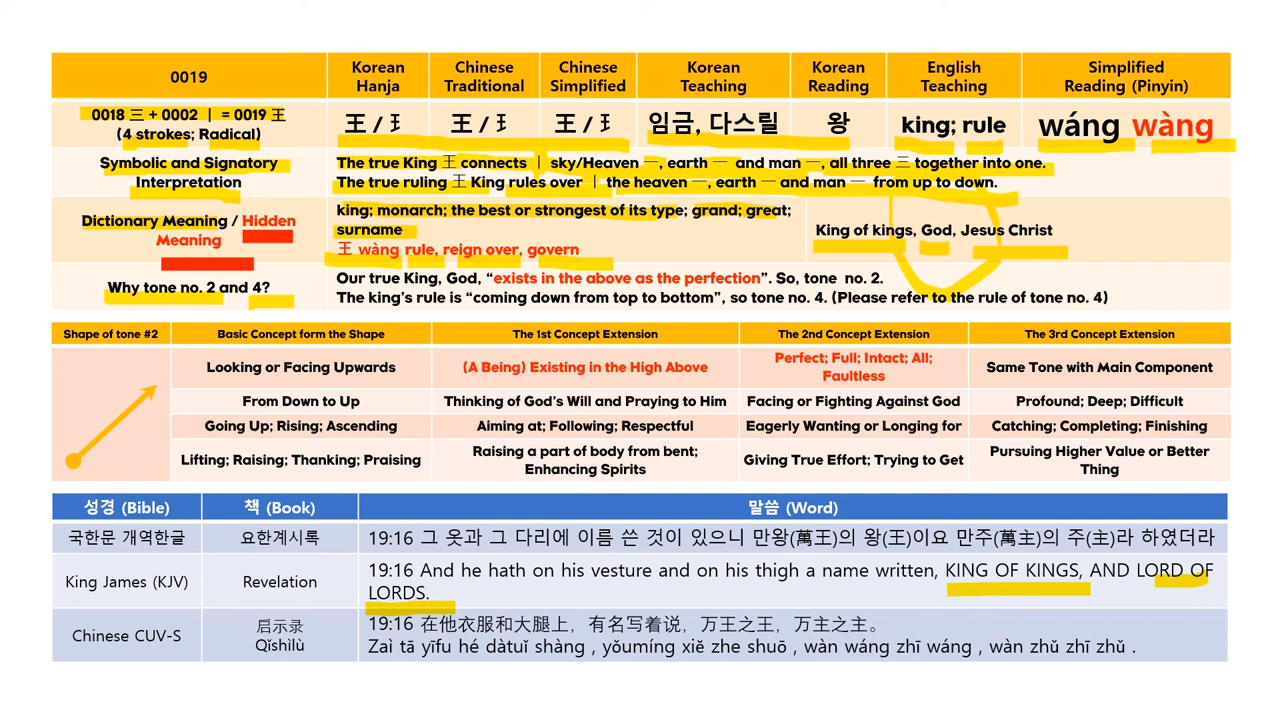 0019
Korean Hanja
Chinese Traditional
Chinese Simplified
Korean Teaching
Korean Reading
English Teaching
Simplified Reading (Pinyin)
0018 三 + 0002 丨 = 0019 王
(4 strokes; Radical)
王 / 𤣩
王 / 𤣩
王 / 𤣩
임금, 다스릴
왕
king; rule
wáng wàng
Symbolic and Signatory
Interpretation
The true King 王 connects 丨 sky/Heaven 一, earth 一 and man 一, all three 三 together into one.
The true ruling 王 King rules over 丨 the heaven 一, earth 一 and man 一 from up to down.
Dictionary Meaning / Hidden
Meaning
king; monarch; the best or strongest of its type; grand; great;
surname
王 wàng rule, reign over, govern
King of kings, God, Jesus Christ
Why tone no. 2 and 4?
Our true King, God, “exists in the above as the perfection”. So, tone no. 2.
The king’s rule is “coming down from top to bottom”, so tone no. 4. (Please refer to the rule of tone no. 4)
Shape of tone #2
Basic Concept form the Shape
The 1st Concept Extension
The 2nd Concept Extension
The 3rd Concept Extension
Looking or Facing Upwards
(A Being) Existing in the High Above
Perfect; Full; Intact; All;
Faultless
Same Tone with Main Component
From Down to Up
Thinking of God’s Will and Praying to Him
Facing or Fighting Against God
Profound; Deep; Difficult
Going Up; Rising; Ascending
Aiming at; Following; Respectful
Eagerly Wanting or Longing for
Catching; Completing; Finishing
Lifting; Raising; Thanking; Praising
Raising a part of body from bent;
Enhancing Spirits
Giving True Effort; Trying to Get
Pursuing Higher Value or Better
Thing
성경 (Bible)
책 (Book)
말씀 (Word)
국한문 개역한글
요한계시록
19:16 그 옷과 그 다리에 이름 쓴 것이 있으니 만왕(萬王)의 왕(王)이요 만주(萬主)의 주(主)라 하였더라
King James (KJV)
Revelation
19:16 And he hath on his vesture and on his thigh a name written, KING OF KINGS, AND LORD OF
LORDS.
Chinese CUV-S
启示录
Qǐshìlù
19:16 在他衣服和大腿上，有名写着说，万王之王，万主之主。
Zaì tā yīfu hé dàtuǐ shàng , yǒumíng xiě zhe shuō , wàn wáng zhī wáng , wàn zhǔ zhī zhǔ .